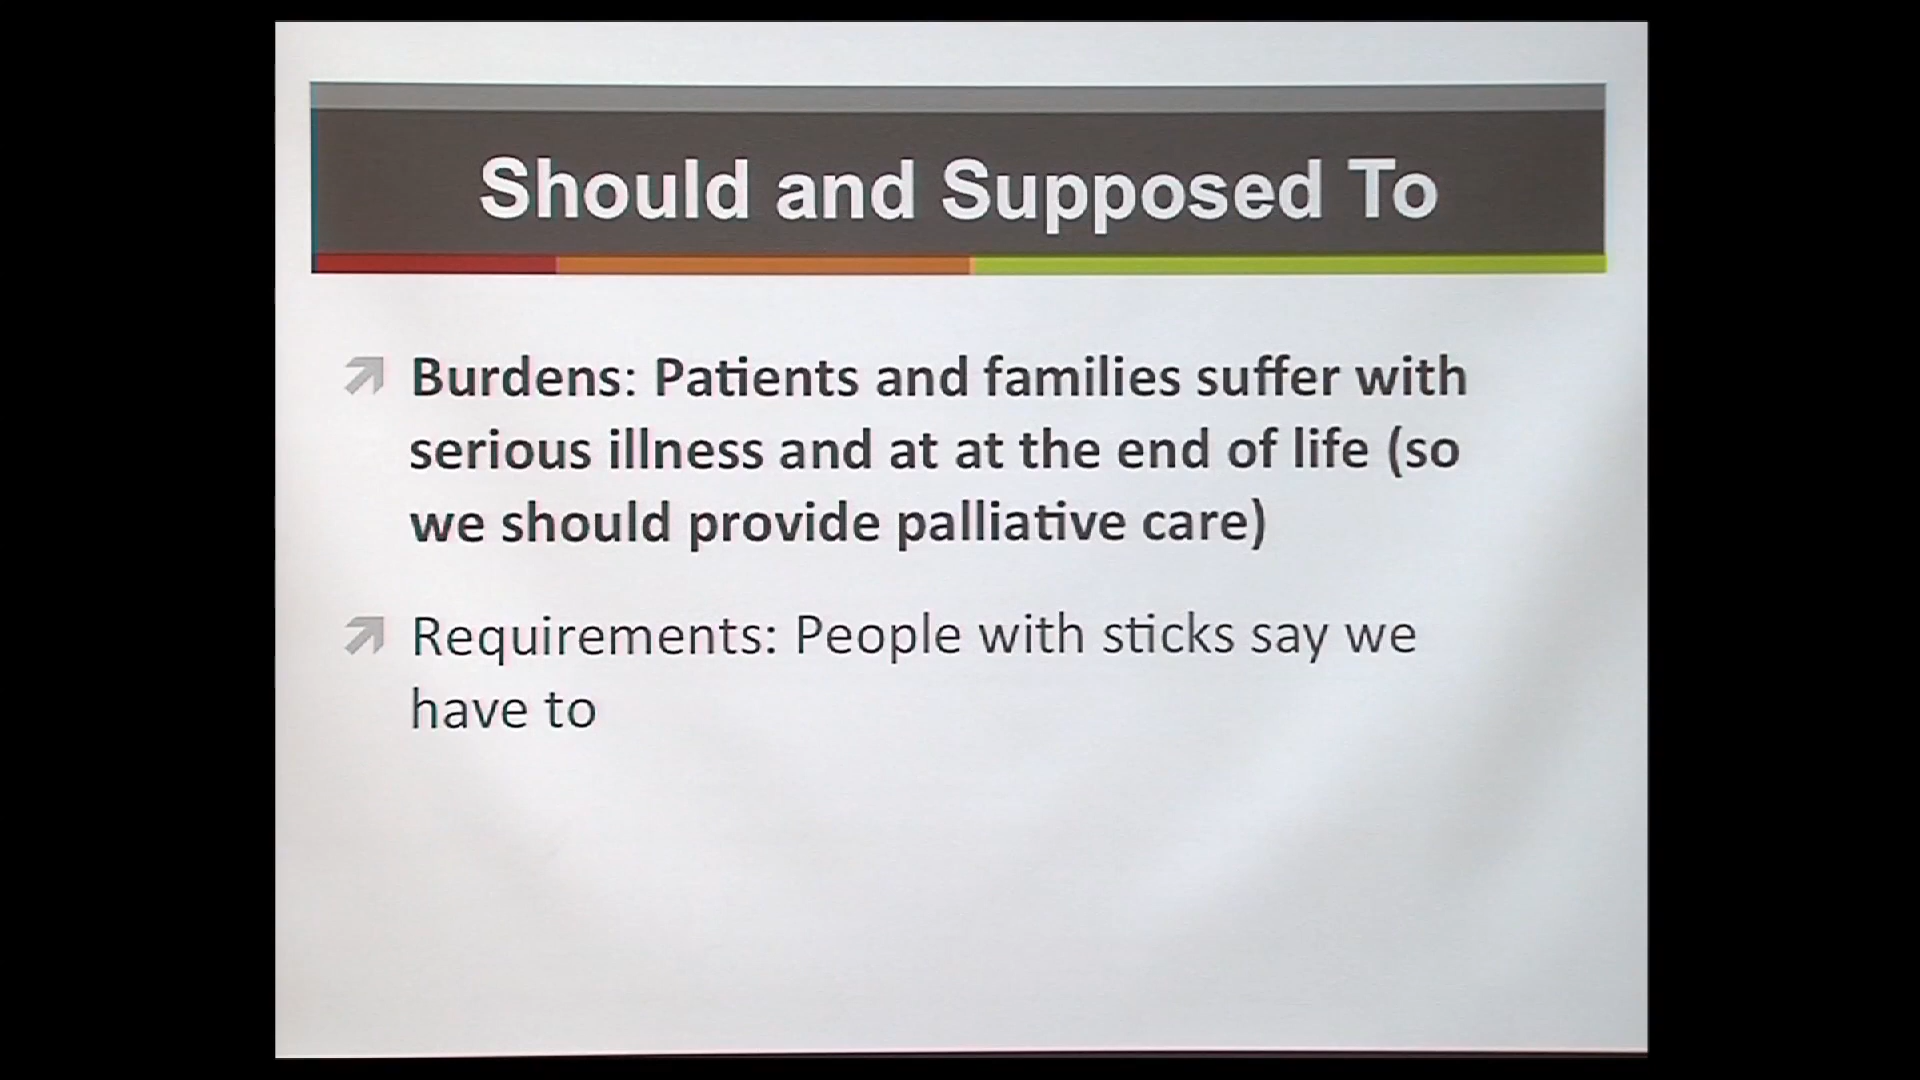 Should and Supposed To
Burdens: Patients and families suffer with
serious illness and at at the end of life (so
we should provide palliative care)
Requirements: People with sticks say we
have to